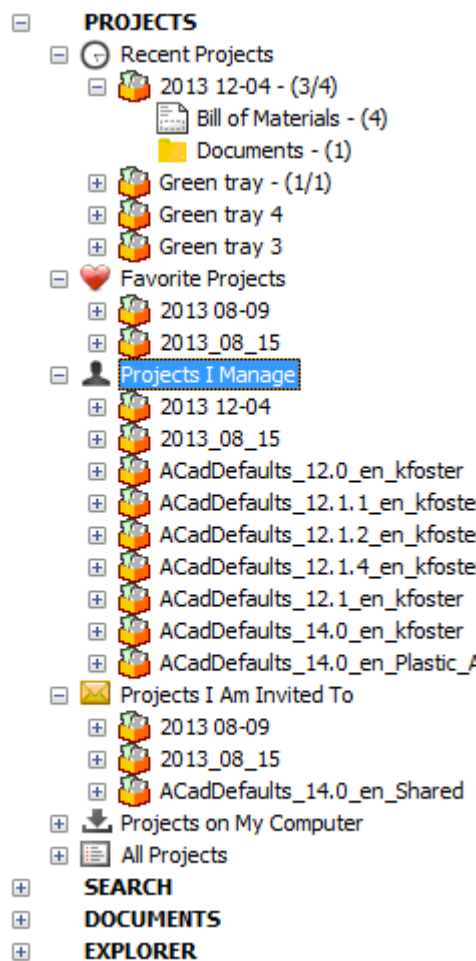 PROJECTS
Recent Projects
2013 12-04 - (3/4)
Bill of Materials - (4)
Documents - (1)
Green tray - (1/1)
Green tray 4
Green tray 3
Favorite Projects
2013 08-09
2013_08_15
Projects I Manage
2013 12-04
2013_08_15
ACadDefaults_12.0_en_kfoster
ACadDefaults_12.1.1_en_kfoste
ACadDefaults_12.1.2_en_kfoste
ACadDefaults_12.1.4_en_kfoste
ACadDefaults_12.1_en_kfoster
ACadDefaults_14.0_en_kfoster
ACadDefaults_14.0_en_Plastic_A
Projects I Am Invited To
2013 08-09
2013_08_15
ACadDefaults_14.0_en_Shared
Projects on My Computer
All Projects
SEARCH
DOCUMENTS
EXPLORER